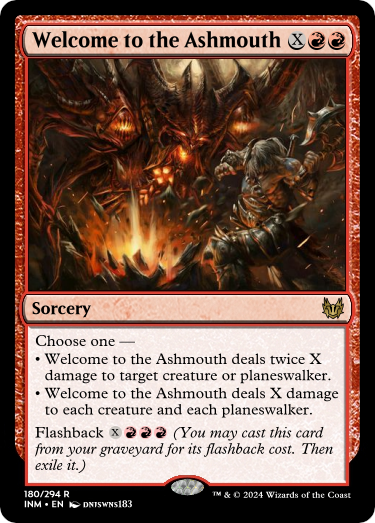 Welcome to the Ashmouth X
Sorcery
Choose one —
• Welcome to the Ashmouth deals twice X
damage to target creature or planeswalker.
• Welcome to the Ashmouth deals X damage
to each creature and each planeswalker.
Flashback X (You may cast this card
from your graveyard for its flashback cost. Then
exile it.)
180/294 R
INM • EN DNJSWNS183
™ & © 2024 Wizards of the Coast